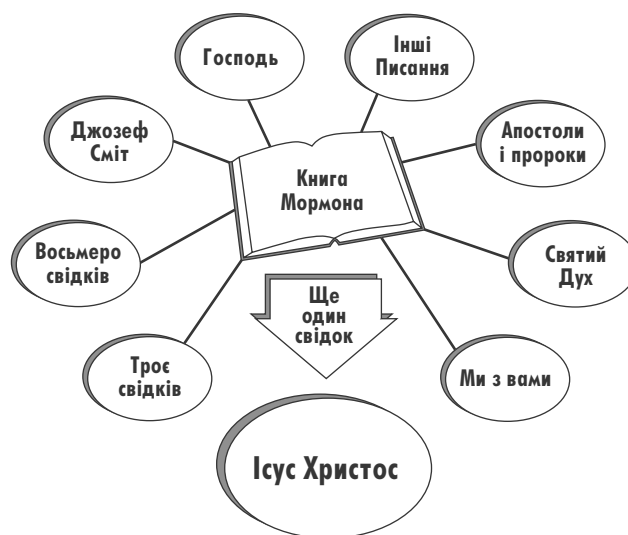 Господь
Інші
Писання
Джозеф
Сміт
Апостоли
і пророки
Книга
Мормона
Восьмеро
свідків
Святий
Дух
Ще
один
свідок
Троє
свідків
Ми з вами
Ісус Христос